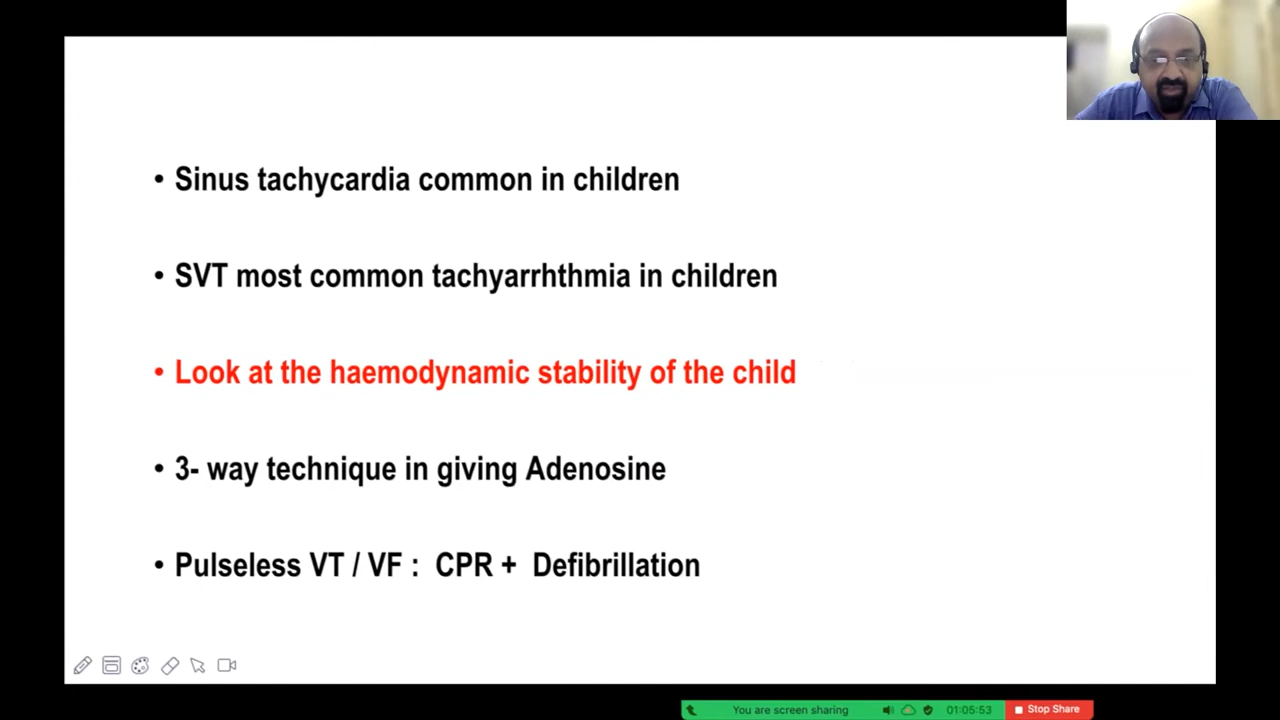 • Sinus tachycardia common in children
• SVT most common tachyarrhthmia in children
• Look at the haemodynamic stability of the child
• 3- way technique in giving Adenosine
• Pulseless VT / VF :  CPR +  Defibrillation
You are screen sharing 01:05:53 Stop Share